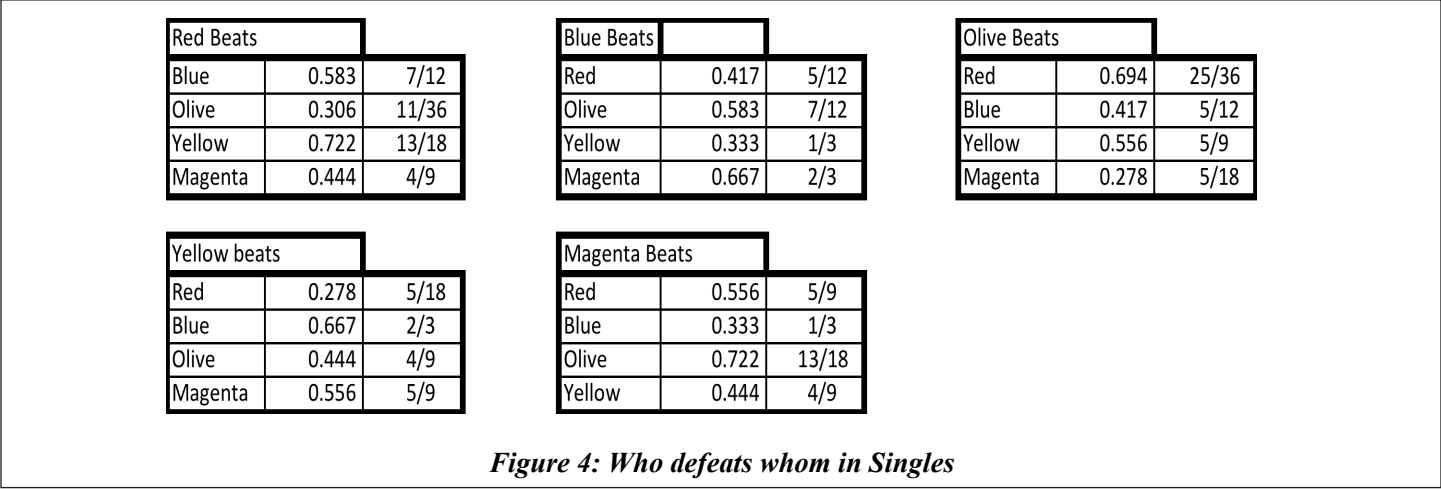 Red Beats
Blue 0.583 7/12
Olive 0.306 11/36
Yellow 0.722 13/18
Magenta 0.444 4/9
Blue Beats
Red 0.417 5/12
Olive 0.583 7/12
Yellow 0.333 1/3
Magenta 0.667 2/3
Olive Beats
Red 0.694 25/36
Blue 0.417 5/12
Yellow 0.556 5/9
Magenta 0.278 5/18
Yellow beats
Red 0.278 5/18
Blue 0.667 2/3
Olive 0.444 4/9
Magenta 0.556 5/9
Magenta Beats
Red 0.556 5/9
Blue 0.333 1/3
Olive 0.722 13/18
Yellow 0.444 4/9
Figure 4: Who defeats whom in Singles